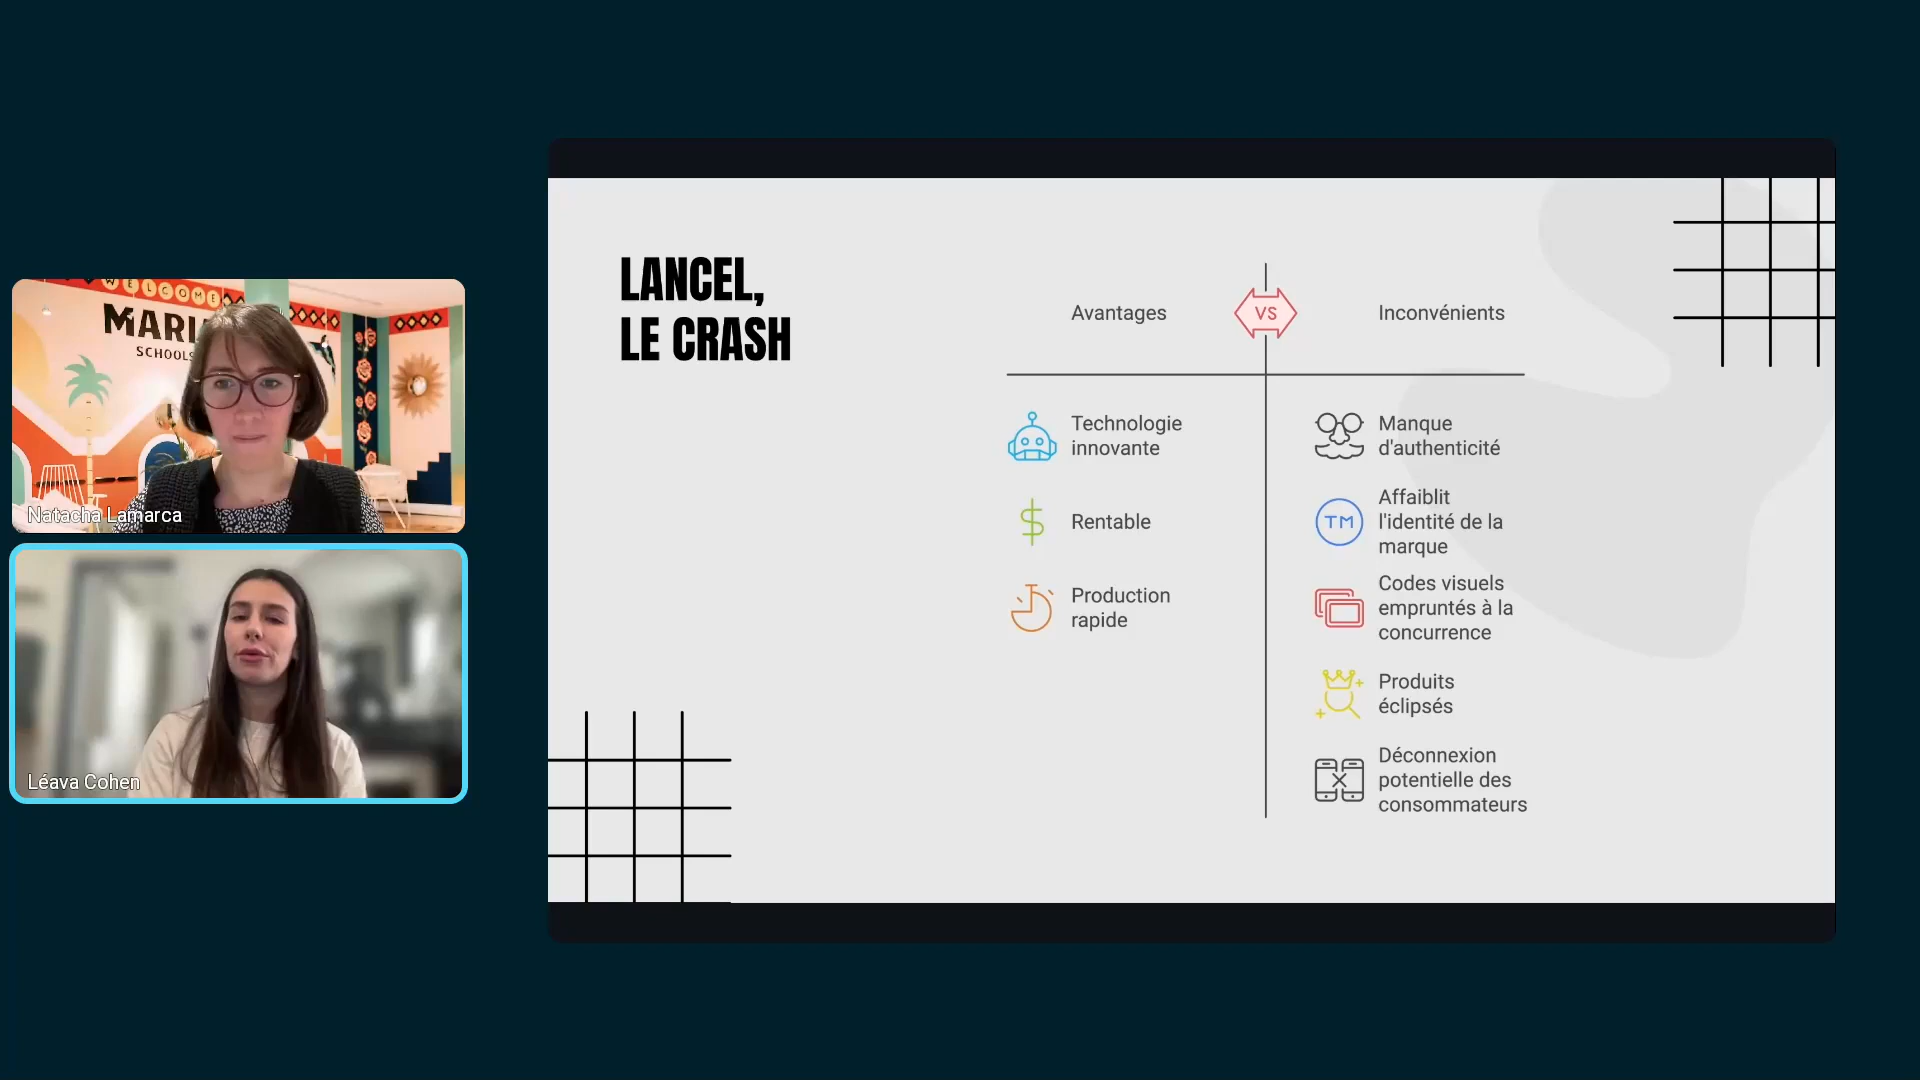 WELCOME
MARI
SCHOOLS
Natacha Lamarca
Léava Cohen
LANCEL,
LE CRASH
Avantages
VS
Inconvénients
Technologie
innovante
Rentable
Production
rapide
Manque
d'authenticité
TM
Affaiblit
l'identité de la
marque
Codes visuels
empruntés à la
concurrence
Produits
éclipsés
Déconnexion
potentielle des
consommateurs